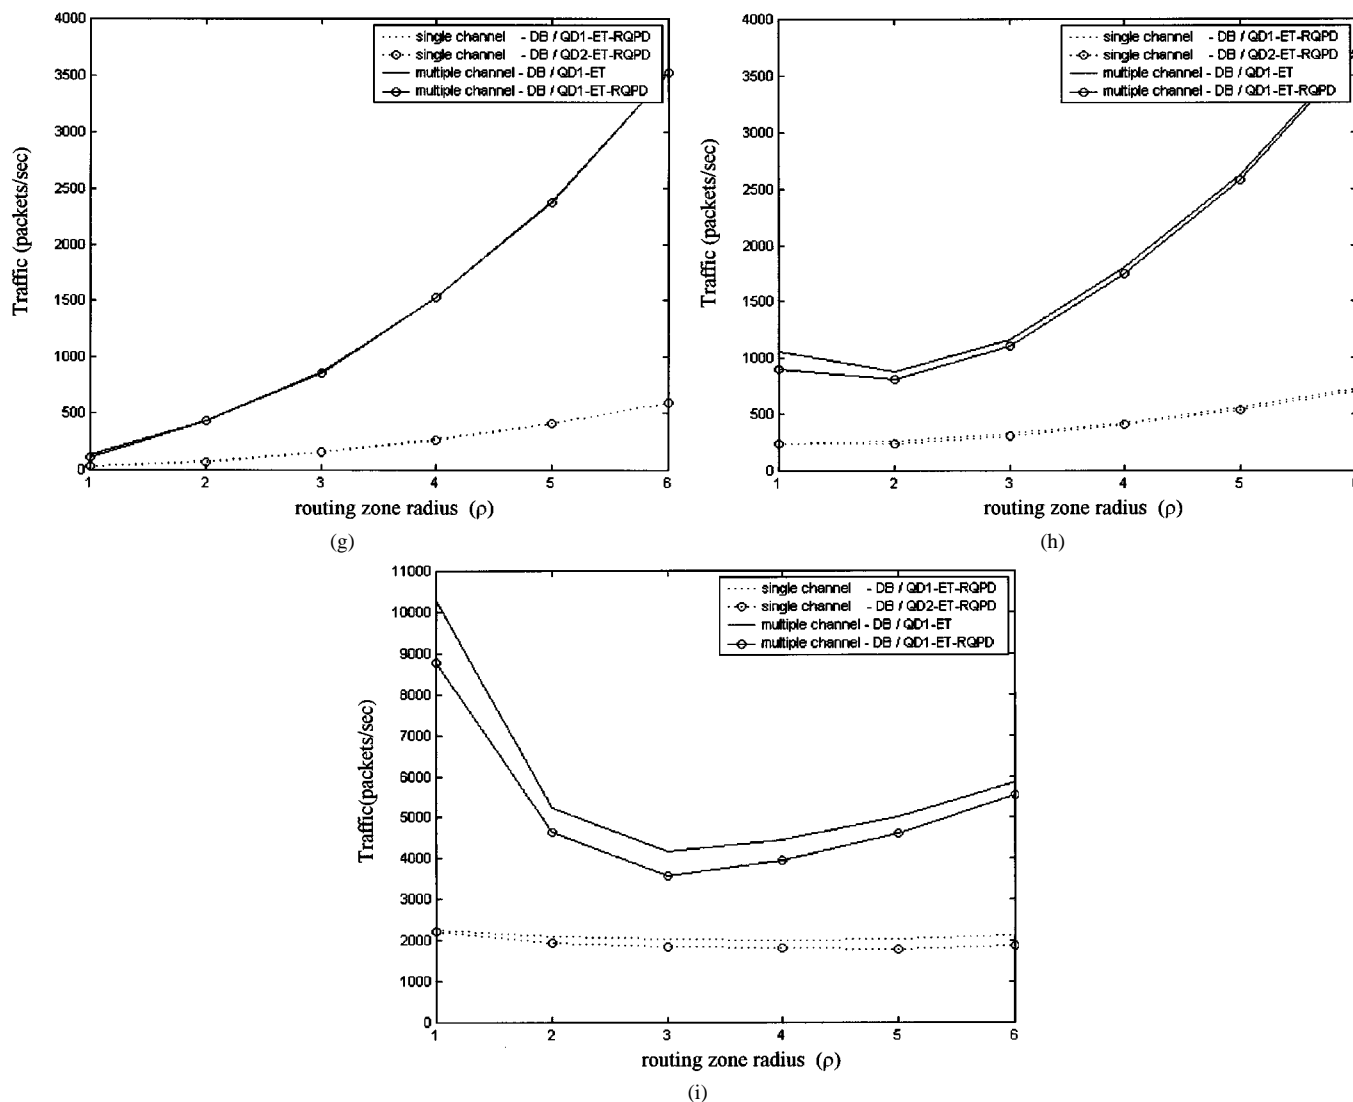 4000
3500
3000
2500
2000
1500
1000
500
0
Traffic (packets/sec)
single channel - DB / QD1-ET-RQPD
single channel - DB / QD2-ET-RQPD
multiple channel - DB / QD1-ET
multiple channel - DB / QD1-ET-RQPD
1 2 3 4 5 6
routing zone radius (ρ)
(g)
4000
3500
3000
2500
2000
1500
1000
500
0
Traffic (packets/sec)
single channel - DB / QD1-ET-RQPD
single channel - DB / QD2-ET-RQPD
multiple channel - DB / QD1-ET
multiple channel - DB / QD1-ET-RQPD
1 2 3 4 5
routing zone radius (ρ)
(h)
11000
10000
9000
8000
7000
6000
5000
4000
3000
2000
1000
0
Traffic(packets/sec)
single channel - DB / QD1-ET-RQPD
single channel - DB / QD2-ET-RQPD
multiple channel - DB / QD1-ET
multiple channel - DB / QD1-ET-RQPD
1 2 3 4 5 6
routing zone radius (ρ)
(i)